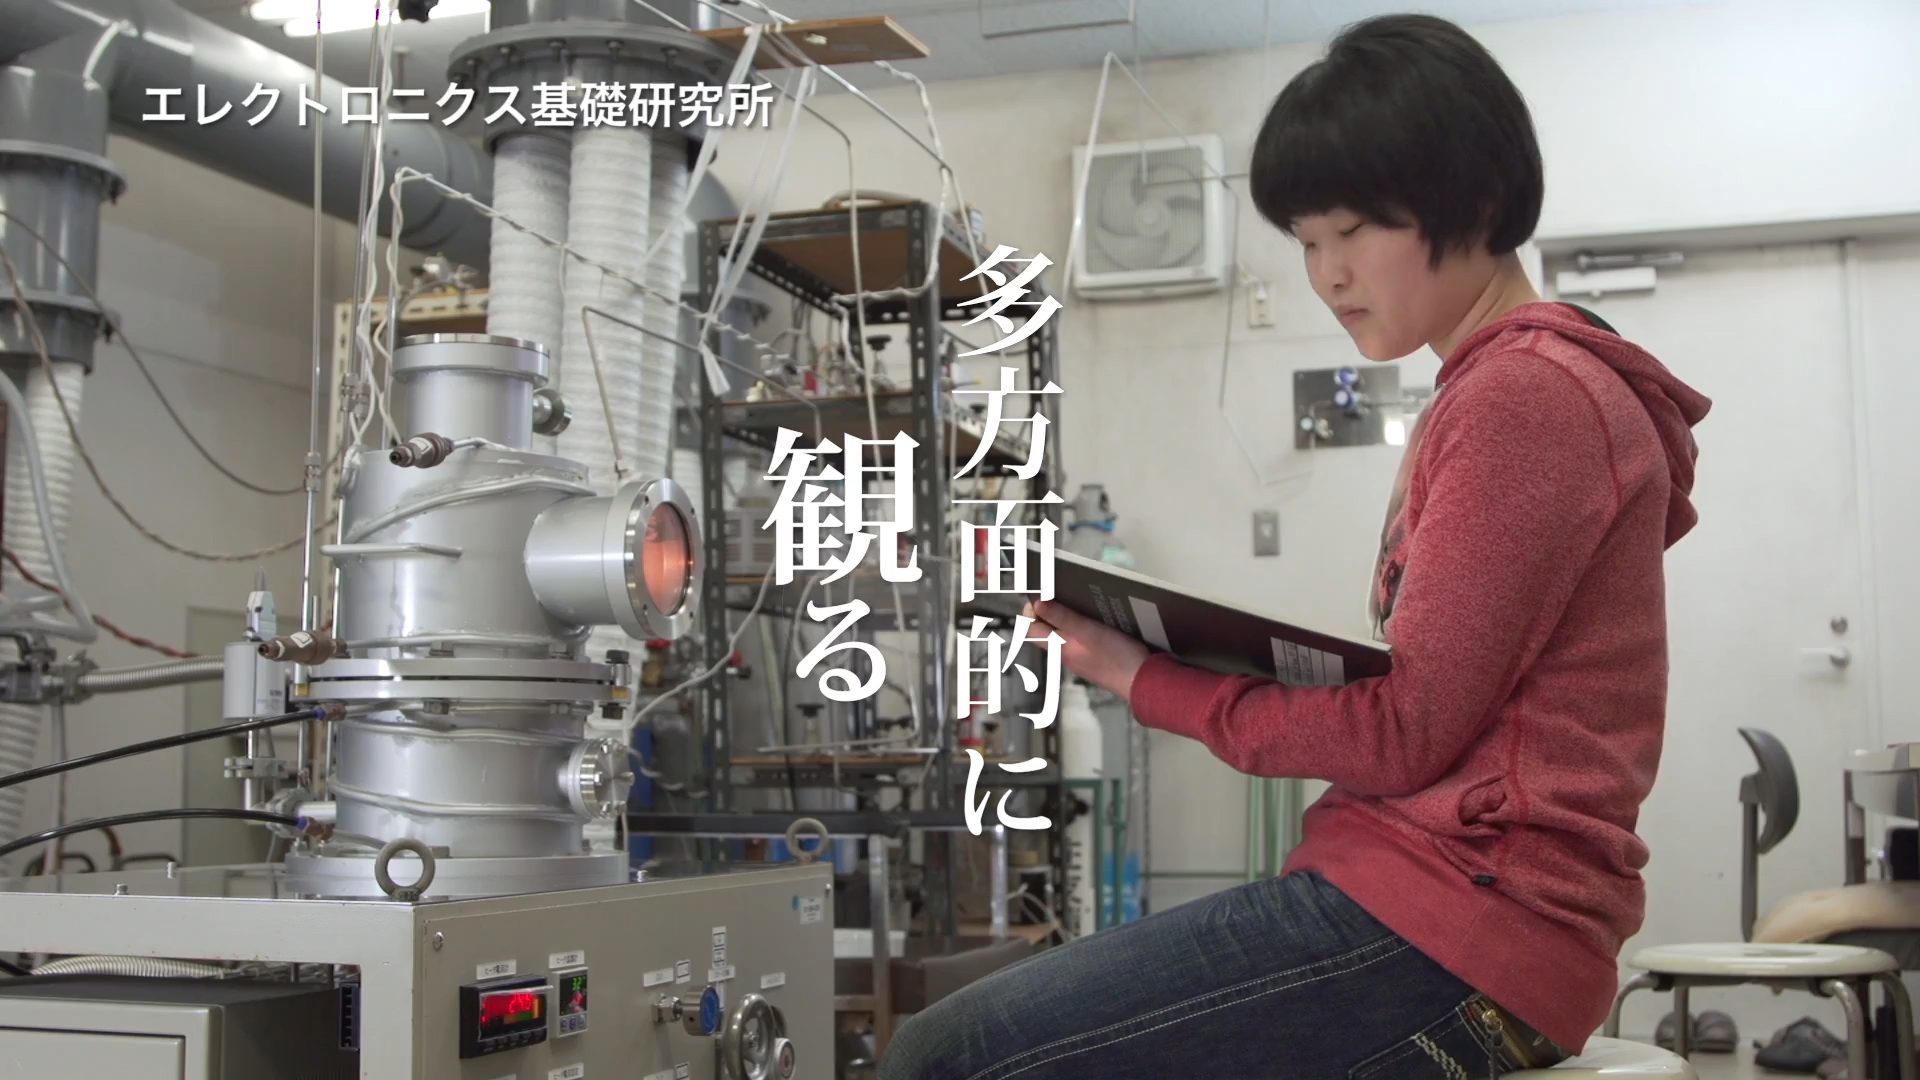 エレクトロニクス基礎研究所
多方面的に
観る